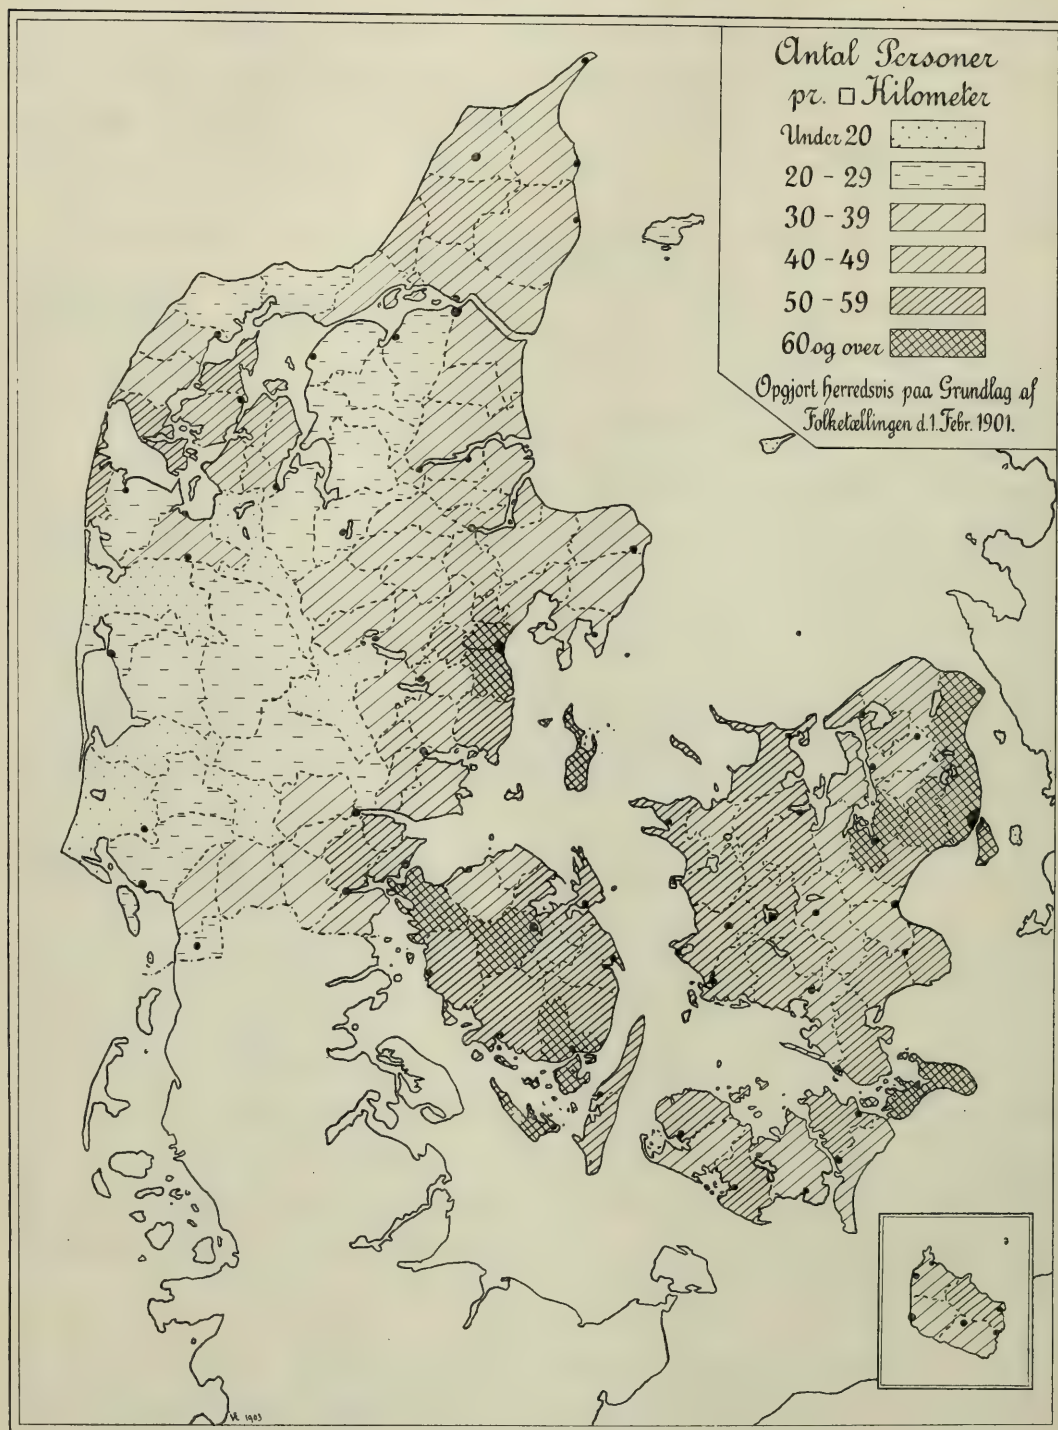 Antal Personer
pr. □ Kilometer
Under 20
20 - 29
30 - 39
40 - 49
50 - 59
60 og over
Opgjort herredsvis paa Grundlag af
Folketællingen d. 1. Febr. 1901.
1903